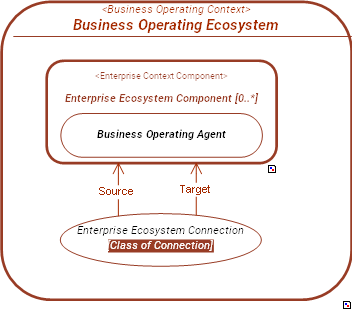 <Business Operating Context>
Business Operating Ecosystem
<Enterprise Context Component>
Enterprise Ecosystem Component [0..*]
Business Operating Agent
Source
Target
Enterprise Ecosystem Connection
[Class of Connection]